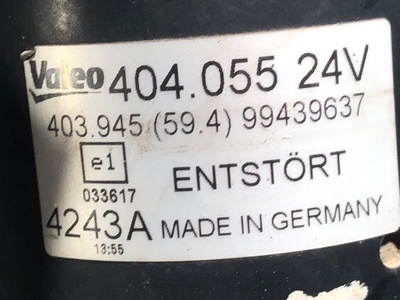 Valeo 404.055 24V
403.945 (59.4) 99439637
e1
033617
ENTSTÖRT
4243A MADE IN GERMANY
13:55